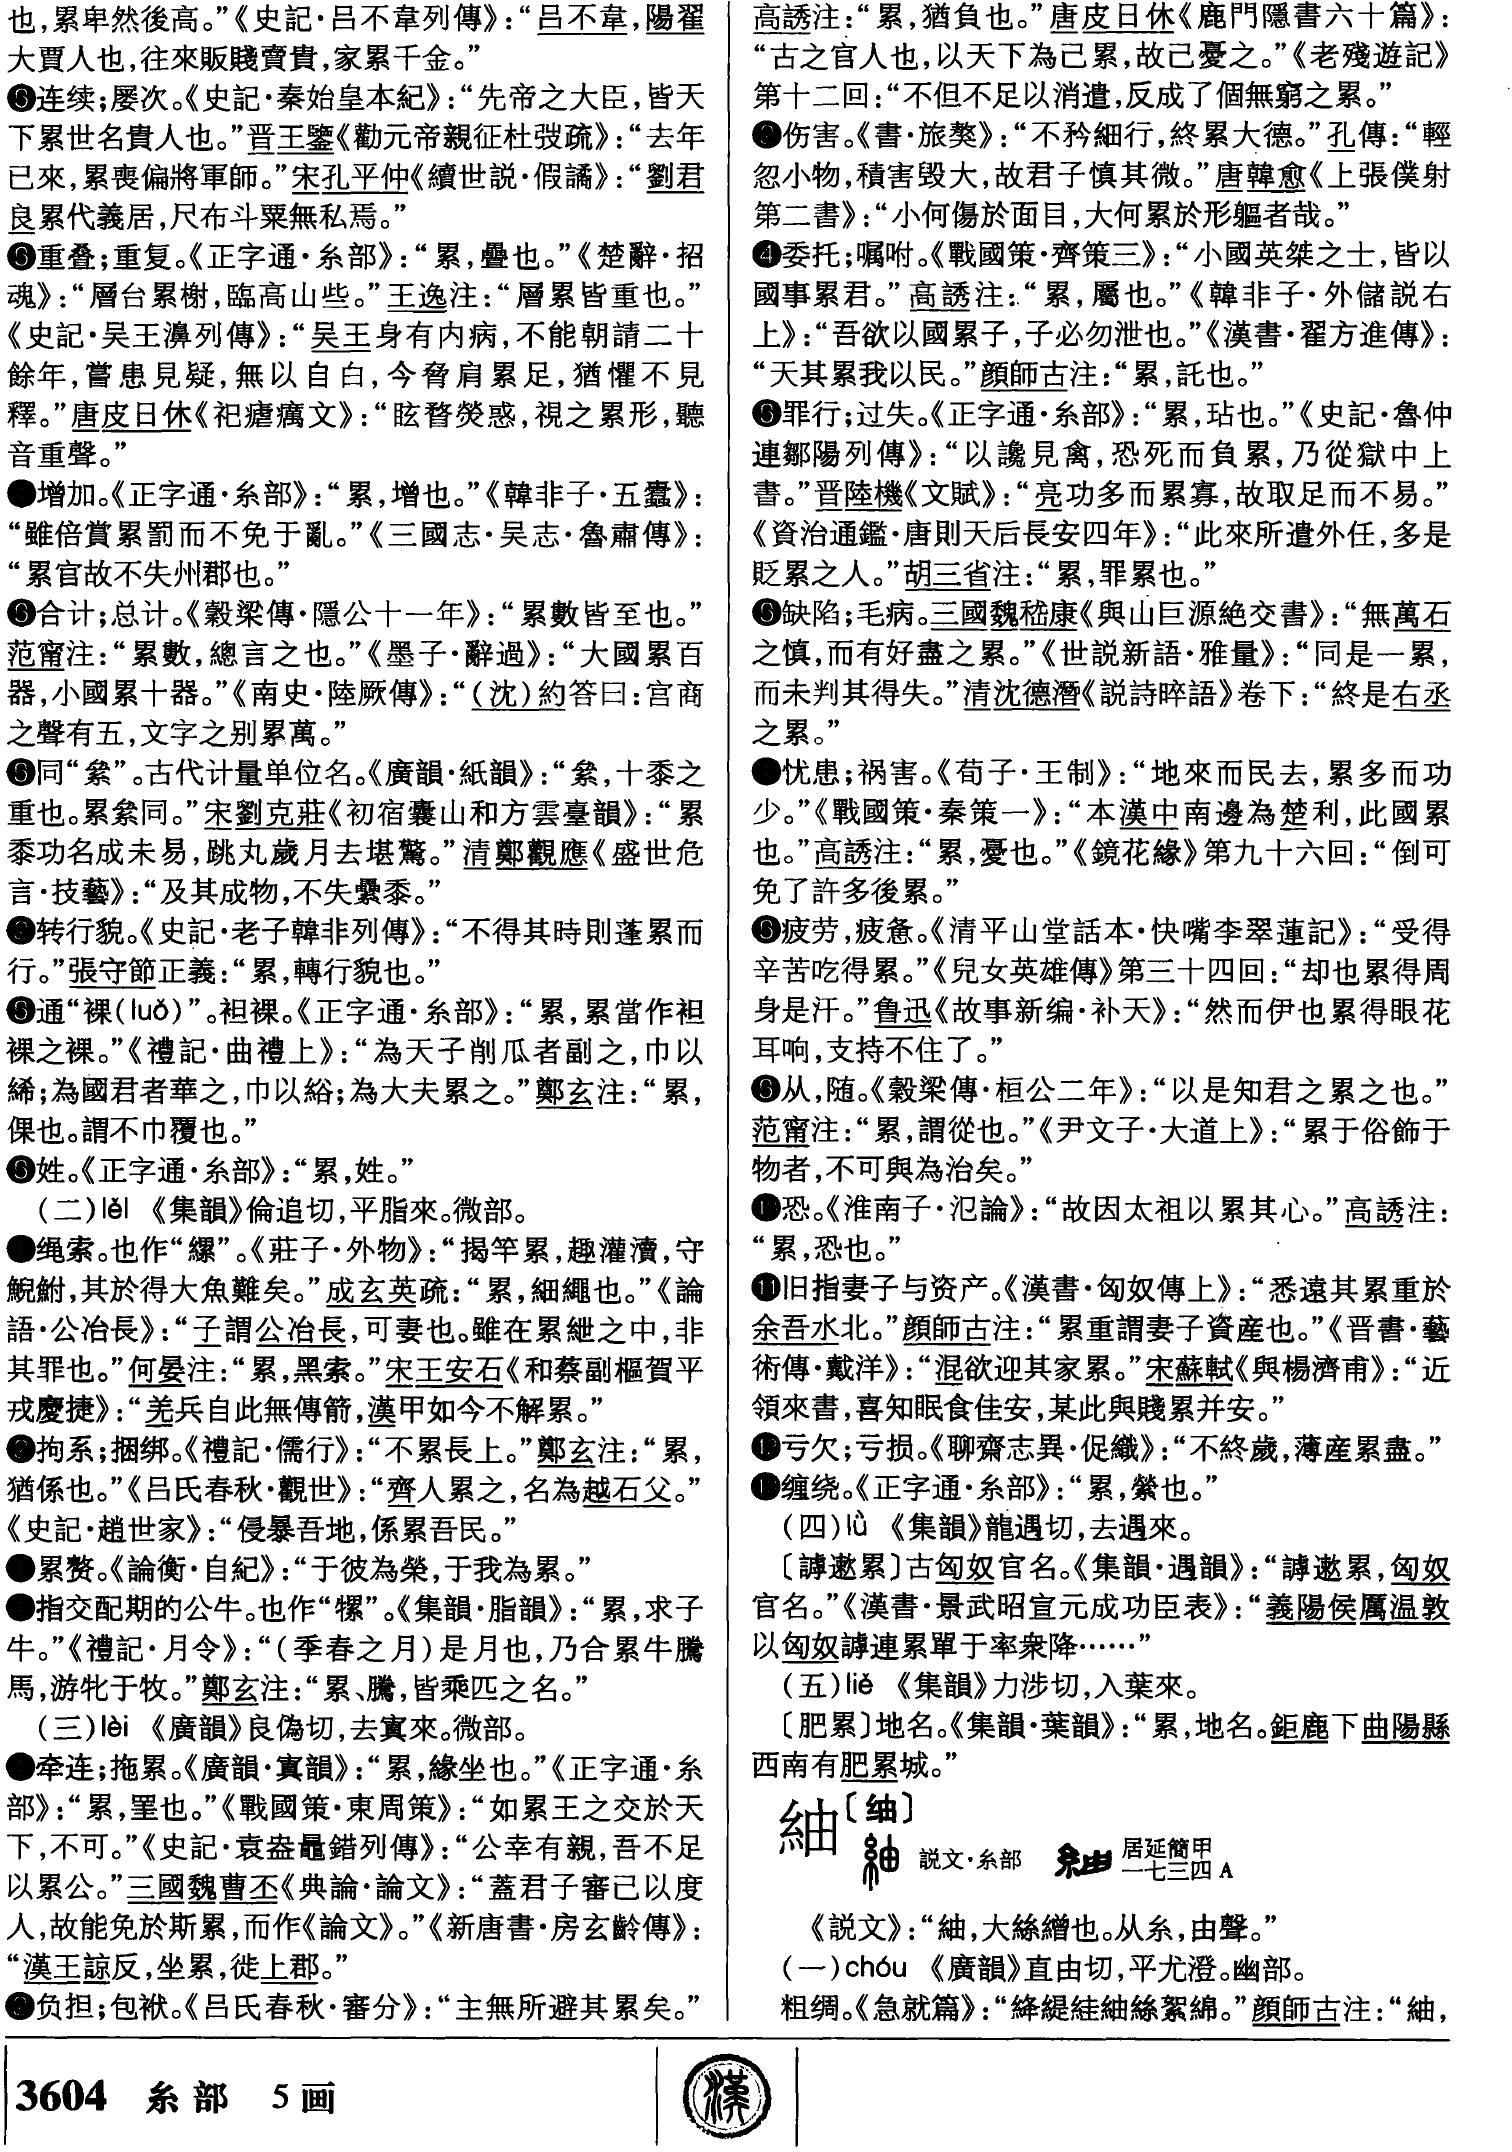 也,累卑然後高。”《史記·吕不韋列傳》:“吕不韋,陽翟
大賈人也,往來販賤賣貴,家累千金。”
●连续;屡次。《史記·秦始皇本紀》:“先帝之大臣,皆天
下累世名貴人也。”晋王鑒《勸元帝親征杜弢疏》:“去年
已來,累喪偏將軍師。”宋孔平仲《續世説·假譎》:“劉君
良累代義居,尺布斗粟無私焉。”
●重叠;重复。《正字通·糸部》:“累,疊也。”《楚辭·招
魂》:“層台累榭,臨高山些。”王逸注:“層累皆重也。”
《史記·吴王濞列傳》:“吴王身有内病,不能朝請二十
餘年,嘗患見疑,無以自白,今脅肩累足,猶懼不見
釋。”唐皮日休《祀瘧癘文》:“眩瞀熒惑,視之累形,聽
音重聲。”
●增加。《正字通·糸部》:“累,增也。”《韓非子·五蠹》:
“雖倍賞累罰而不免于亂。”《三國志·吴志·魯肅傳》:
“累官故不失州郡也。”
●合计;总计。《穀梁傳·隱公十一年》:“累數皆至也。”
范甯注:“累數,總言之也。”《墨子·辭過》:“大國累百
器,小國累十器。”《南史·陸厥傳》:“(沈)約答曰:宫商
之聲有五,文字之别累萬。”
●同“絫”。古代计量单位名。《廣韻·紙韻》:“絫,十黍之
重也。累絫同。”宋劉克莊《初宿囊山和方雲臺韻》:“累
黍功名成未易,跳丸歲月去堪驚。”清鄭觀應《盛世危
言·技藝》:“及其成物,不失纍黍。”
●转行貌。《史記·老子韓非列傳》:“不得其時則蓬累而
行。”張守節正義:“累,轉行貌也。”
●通“裸(luǒ)”。袒裸。《正字通·糸部》:“累,累當作袒
裸之裸。”《禮記·曲禮上》:“為天子削瓜者副之,巾以
絺;為國君者華之,巾以綌;為大夫累之。”鄭玄注:“累,
倮也。謂不巾覆也。”
●姓。《正字通·糸部》:“累,姓。”
(二)léi 《集韻》倫追切,平脂來。微部。
●绳索。也作“縲”。《莊子·外物》:“揭竿累,趣灌瀆,守
鯢鮒,其於得大魚難矣。”成玄英疏:“累,細繩也。”《論
語·公冶長》:“子謂公冶長,可妻也。雖在累紲之中,非
其罪也。”何晏注:“累,黑索。”宋王安石《和蔡副樞賀平
戎慶捷》:“羌兵自此無傳箭,漢甲如今不解累。”
●拘系;捆绑。《禮記·儒行》:“不累長上。”鄭玄注:“累,
猶係也。”《吕氏春秋·觀世》:“齊人累之,名為越石父。”
《史記·趙世家》:“侵暴吾地,係累吾民。”
●累赘。《論衡·自紀》:“于彼為榮,于我為累。”
●指交配期的公牛。也作“犤”。《集韻·脂韻》:“累,求子
牛。”《禮記·月令》:“(季春之月)是月也,乃合累牛騰
馬,游牝于牧。”鄭玄注:“累、騰,皆乘匹之名。”
(三)lèi 《廣韻》良偽切,去寘來。微部。
●牵连;拖累。《廣韻·寘韻》:“累,緣坐也。”《正字通·糸
部》:“累,罣也。”《戰國策·東周策》:“如累王之交於天
下,不可。”《史記·袁盎鼂錯列傳》:“公幸有親,吾不足
以累公。”三國魏曹丕《典論·論文》:“蓋君子審己以度
人,故能免於斯累,而作《論文》。”《新唐書·房玄齡傳》:
“漢王諒反,坐累,徙上郡。”
●负担;包袱。《吕氏春秋·審分》:“主無所避其累矣。”
高誘注:“累,猶負也。”唐皮日休《鹿門隱書六十篇》:
“古之官人也,以天下為己累,故己憂之。”《老殘遊記》
第十二回:“不但不足以消遣,反成了個無窮之累。”
●伤害。《書·旅獒》:“不矜細行,終累大德。”孔傳:“輕
忽小物,積害毁大,故君子慎其微。”唐韓愈《上張僕射
第二書》:“小何傷於面目,大何累於形軀者哉。”
❹委托;嘱咐。《戰國策·齊策三》:“小國英桀之士,皆以
國事累君。”高誘注:“累,屬也。”《韓非子·外儲説右
上》:“吾欲以國累子,子必勿泄也。”《漢書·翟方進傳》:
“天其累我以民。”顔師古注:“累,託也。”
●罪行;过失。《正字通·糸部》:“累,玷也。”《史記·魯仲
連鄒陽列傳》:“以讒見禽,恐死而負累,乃從獄中上
書。”晋陸機《文賦》:“亮功多而累寡,故取足而不易。”
《資治通鑑·唐則天后長安四年》:“此來所遣外任,多是
貶累之人。”胡三省注:“累,罪累也。”
●缺陷;毛病。三國魏嵇康《與山巨源絶交書》:“無萬石
之慎,而有好盡之累。”《世説新語·雅量》:“同是一累,
而未判其得失。”清沈德潛《説詩晬語》卷下:“終是右丞
之累。”
●忧患;祸害。《荀子·王制》:“地來而民去,累多而功
少。”《戰國策·秦策一》:“本漢中南邊為楚利,此國累
也。”高誘注:“累,憂也。”《鏡花緣》第九十六回:“倒可
免了許多後累。”
●疲劳,疲惫。《清平山堂話本·快嘴李翠蓮記》:“受得
辛苦吃得累。”《兒女英雄傳》第三十四回:“却也累得周
身是汗。”鲁迅《故事新编·补天》:“然而伊也累得眼花
耳响,支持不住了。”
●从,随。《穀梁傳·桓公二年》:“以是知君之累之也。”
范甯注:“累,謂從也。”《尹文子·大道上》:“累于俗飾于
物者,不可與為治矣。”
●恐。《淮南子·氾論》:“故因太祖以累其心。”高誘注:
“累,恐也。”
⓫旧指妻子与资产。《漢書·匈奴傳上》:“悉遠其累重於
余吾水北。”顔師古注:“累重謂妻子資産也。”《晋書·藝
術傳·戴洋》:“混欲迎其家累。”宋蘇軾《與楊濟甫》:“近
領來書,喜知眠食佳安,某此與賤累并安。”
●亏欠;亏损。《聊齋志異·促織》:“不終歲,薄産累盡。”
●缠绕。《正字通·糸部》:“累,縈也。”
(四)lǜ 《集韻》龍遇切,去遇來。
〔謼遬累〕古匈奴官名。《集韻·遇韻》:“謼遬累,匈奴
官名。”《漢書·景武昭宣元成功臣表》:“義陽侯厲温敦
以匈奴謼連累單于率衆降……”
(五)liè 《集韻》力涉切,入葉來。
〔肥累〕地名。《集韻·葉韻》:“累,地名。鉅鹿下曲陽縣
西南有肥累城。”
紬〔䌷〕
説文·糸部 居延簡甲一七三四A
《説文》:“紬,大絲繒也。从糸,由聲。”
(一)chóu 《廣韻》直由切,平尤澄。幽部。
粗绸。《急就篇》:“絳緹絓紬絲絮綿。”顔師古注:“紬,
3604 糸部 5画
漢